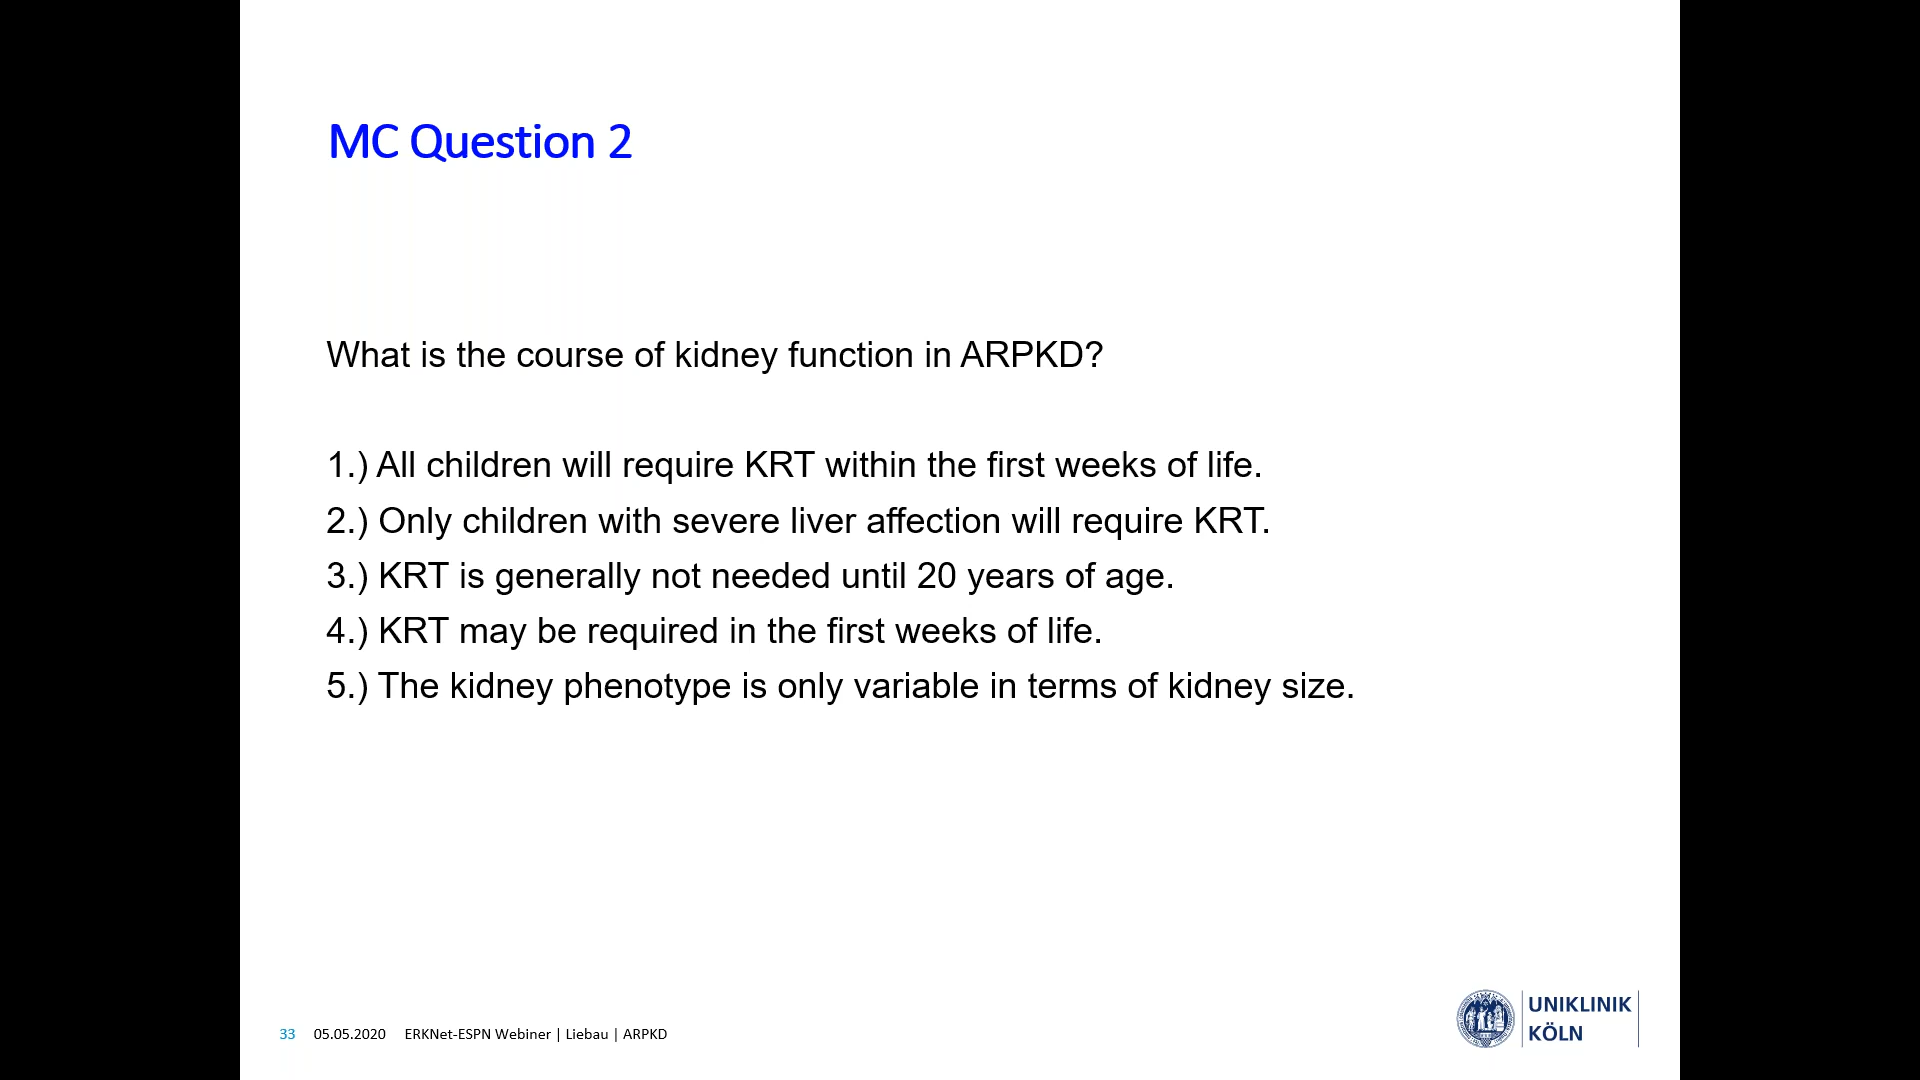 MC Question 2
What is the course of kidney function in ARPKD?
1.) All children will require KRT within the first weeks of life.
2.) Only children with severe liver affection will require KRT.
3.) KRT is generally not needed until 20 years of age.
4.) KRT may be required in the first weeks of life.
5.) The kidney phenotype is only variable in terms of kidney size.
33 05.05.2020 ERKNet-ESPN Webiner | Liebau | ARPKD
UNIKLINIK
KÖLN